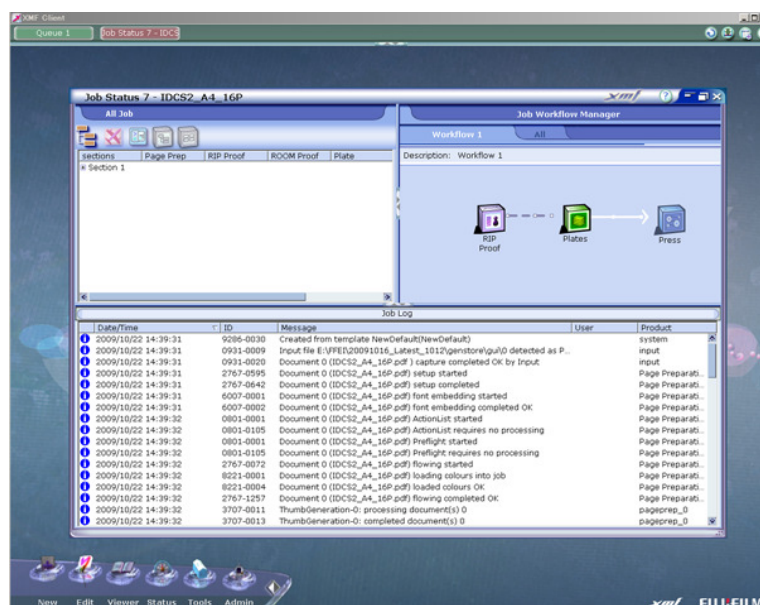 XMF Client
Queue 1 Job Status 7 - IDCS
Job Status 7 - IDCS2_A4_16P xmf
All Job
sections Page Prep RIP Proof ROOM Proof Plate
Section 1
Job Workflow Manager
Workflow 1 All
Description: Workflow 1
RIP Proof
Plates
Press
Job Log
Date/Time ID Message User Product
2009/10/22 14:39:31 9286-0030 Created from template NewDefault(NewDefault) system
2009/10/22 14:39:31 0931-0009 Input file E:\FFEI\20091016_Latest_1012\genstore\gui\0 detected as P... input
2009/10/22 14:39:31 0931-0020 Document 0 (IDCS2_A4_16P.pdf ) capture completed OK by Input input
2009/10/22 14:39:31 2767-0595 Document 0 (IDCS2_A4_16P.pdf) setup started Page Preparati...
2009/10/22 14:39:31 2767-0642 Document 0 (IDCS2_A4_16P.pdf) setup completed Page Preparati...
2009/10/22 14:39:31 6007-0001 Document 0 (IDCS2_A4_16P.pdf) font embedding started Page Preparati...
2009/10/22 14:39:31 6007-0002 Document 0 (IDCS2_A4_16P.pdf) font embedding completed OK Page Preparati...
2009/10/22 14:39:32 0801-0001 Document 0 (IDCS2_A4_16P.pdf) ActionList started Page Preparati...
2009/10/22 14:39:32 0801-0105 Document 0 (IDCS2_A4_16P.pdf) ActionList requires no processing Page Preparati...
2009/10/22 14:39:32 0801-0001 Document 0 (IDCS2_A4_16P.pdf) Preflight started Page Preparati...
2009/10/22 14:39:32 0801-0105 Document 0 (IDCS2_A4_16P.pdf) Preflight requires no processing Page Preparati...
2009/10/22 14:39:32 2767-0072 Document 0 (IDCS2_A4_16P.pdf) flowing started Page Preparati...
2009/10/22 14:39:32 8221-0001 Document 0 (IDCS2_A4_16P.pdf) loading colours into job Page Preparati...
2009/10/22 14:39:32 8221-0004 Document 0 (IDCS2_A4_16P.pdf) loaded colours OK Page Preparati...
2009/10/22 14:39:32 2767-1257 Document 0 (IDCS2_A4_16P.pdf) flowing completed OK Page Preparati...
2009/10/22 14:39:32 3707-0011 ThumbGeneration-0: processing document(s) 0 pageprep_0
2009/10/22 14:39:32 3707-0013 ThumbGeneration-0: completed document(s) 0 pageprep_0
New Edit Viewer Status Tools Admin
xmf FUJIFILM